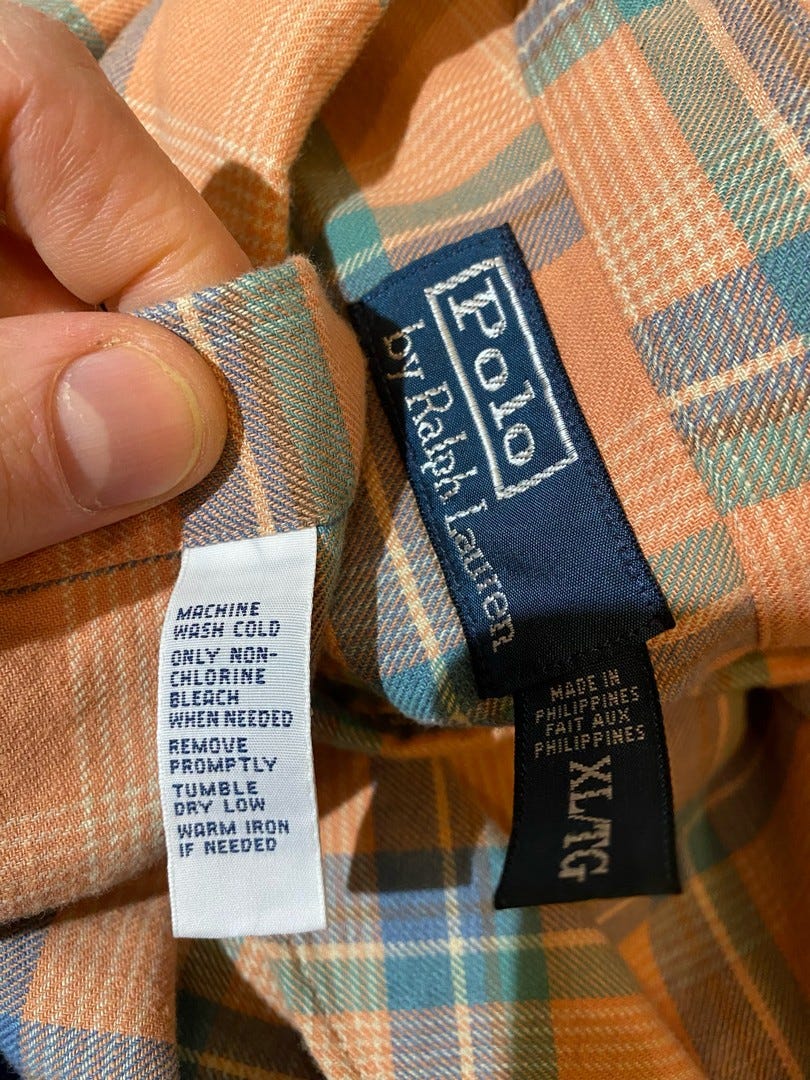 Polo
by Ralph Lauren
MADE IN
PHILIPPINES
FAIT AUX
PHILIPPINES
XL/TG
MACHINE
WASH COLD
ONLY NON-
CHLORINE
BLEACH
WHEN NEEDED
REMOVE
PROMPTLY
TUMBLE
DRY LOW
WARM IRON
IF NEEDED